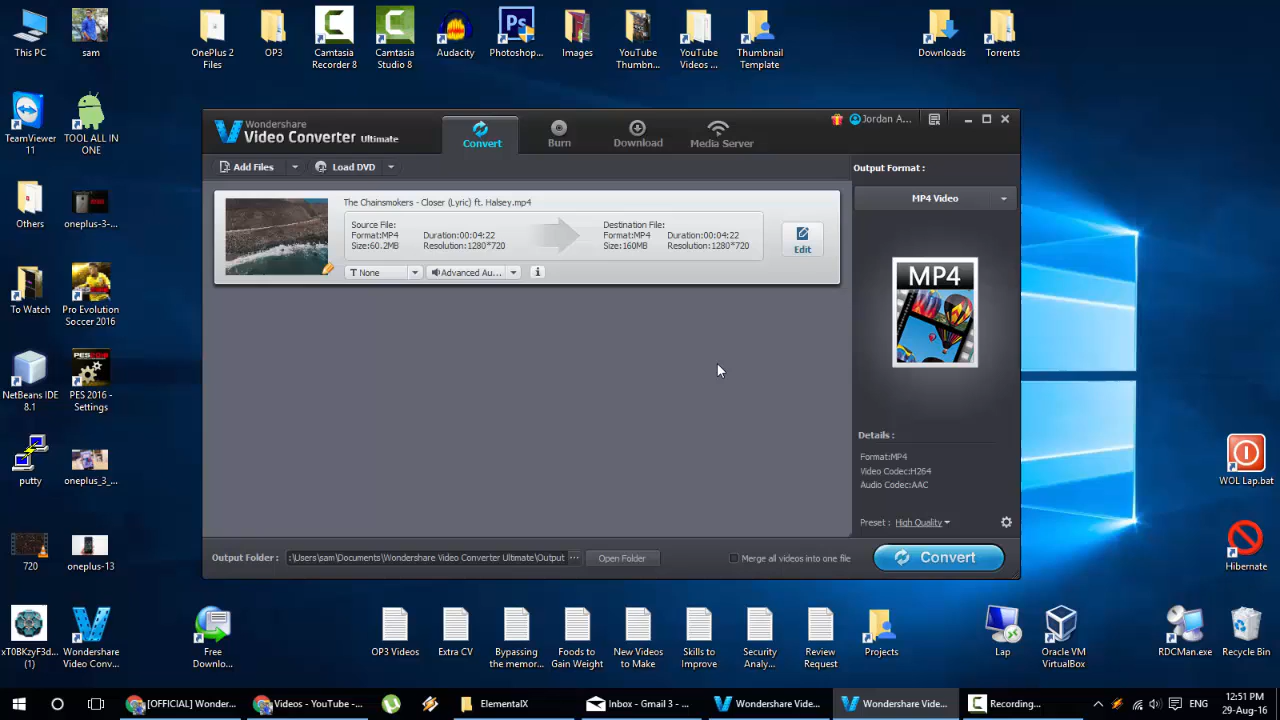 This PC
sam
OnePlus 2
Files
OP3
Camtasia
Recorder 8
Camtasia
Studio 8
Audacity
Ps
Photoshop...
Images
YouTube
Thumbn...
YouTube
Videos ...
Thumbnail
Template
Downloads
Torrents
TeamViewer
11
TOOL ALL IN
ONE
Others
oneplus-3-...
To Watch
Pro Evolution
Soccer 2016
NetBeans IDE
8.1
PES 2016 -
Settings
putty
oneplus_3_...
720
oneplus-13
xT0BKzyF3d...
(1)
Wondershare
Video Conv...
Free
Downlo...
Wondershare
Video Converter Ultimate
Convert
Burn
Download
Media Server
Jordan A...
Add Files
Load DVD
Output Format :
MP4 Video
The Chainsmokers - Closer (Lyric) ft. Halsey.mp4
Source File:
Format:MP4 Duration:00:04:22
Size:60.2MB Resolution:1280*720
Destination File:
Format:MP4 Duration:00:04:22
Size:160MB Resolution:1280*720
Edit
T None
Advanced Au...
MP4
Details :
Format:MP4
Video Codec:H264
Audio Codec:AAC
Preset : High Quality
Output Folder : :\Users\sam\Documents\Wondershare Video Converter Ultimate\Output ...
Open Folder
Merge all videos into one file
Convert
WOL Lap.bat
Hibernate
OP3 Videos
Extra CV
Bypassing
the memor...
Foods to
Gain Weight
New Videos
to Make
Skills to
Improve
Security
Analy...
Review
Request
Projects
Lap
Oracle VM
VirtualBox
RDCMan.exe
Recycle Bin
[OFFICIAL] Wonder...
Videos - YouTube - ...
ElementalX
Inbox - Gmail 3 - ...
Wondershare Vide...
Wondershare Vide...
Recording...
ENG
12:51 PM
29-Aug-16